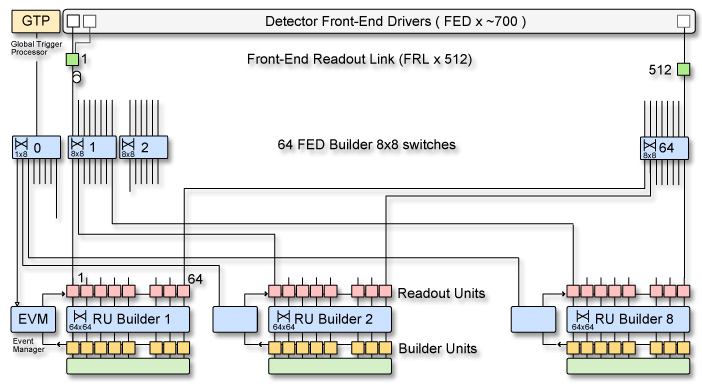 GTP
Detector Front-End Drivers ( FED x ~700 )
Global Trigger
Processor
1
Front-End Readout Link (FRL x 512)
512
8
0
1x8
1
8x8
2
8x8
64 FED Builder 8x8 switches
64
8x8
1
64
Readout Units
EVM
RU Builder 1
64x64
RU Builder 2
64x64
RU Builder 8
64x64
Event
Manager
Builder Units